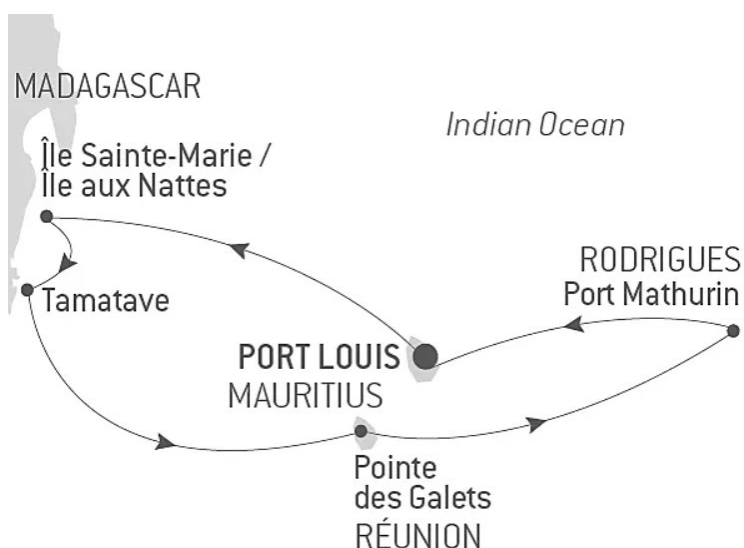 MADAGASCAR
Indian Ocean
Île Sainte-Marie /
Île aux Nattes
RODRIGUES
Port Mathurin
Tamatave
PORT LOUIS
MAURITIUS
Pointe
des Galets
RÉUNION